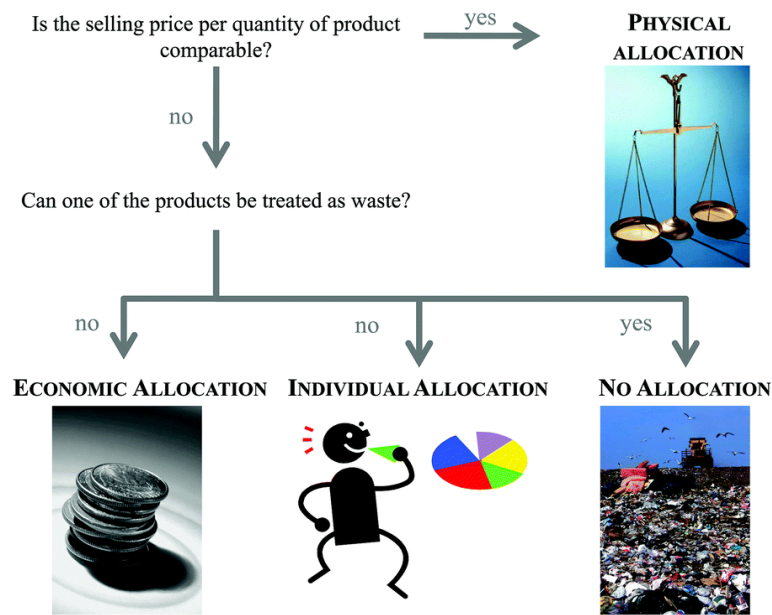 Is the selling price per quantity of product
comparable?
yes
PHYSICAL
ALLOCATION
no
Can one of the products be treated as waste?
no
no
yes
ECONOMIC ALLOCATION
INDIVIDUAL ALLOCATION
NO ALLOCATION